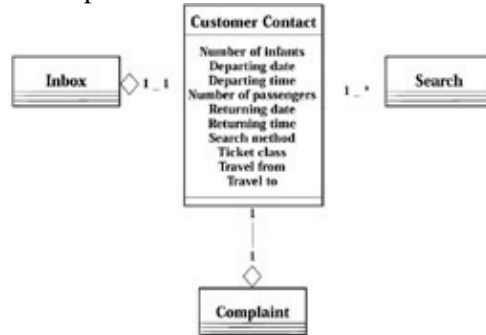 Customer Contact
Number of infants
Departing date
Departing time
Number of passengers
Returning date
Returning time
Search method
Ticket class
Travel from
Travel to
Inbox
1 _ 1
1 _ *
Search
1
1
Complaint